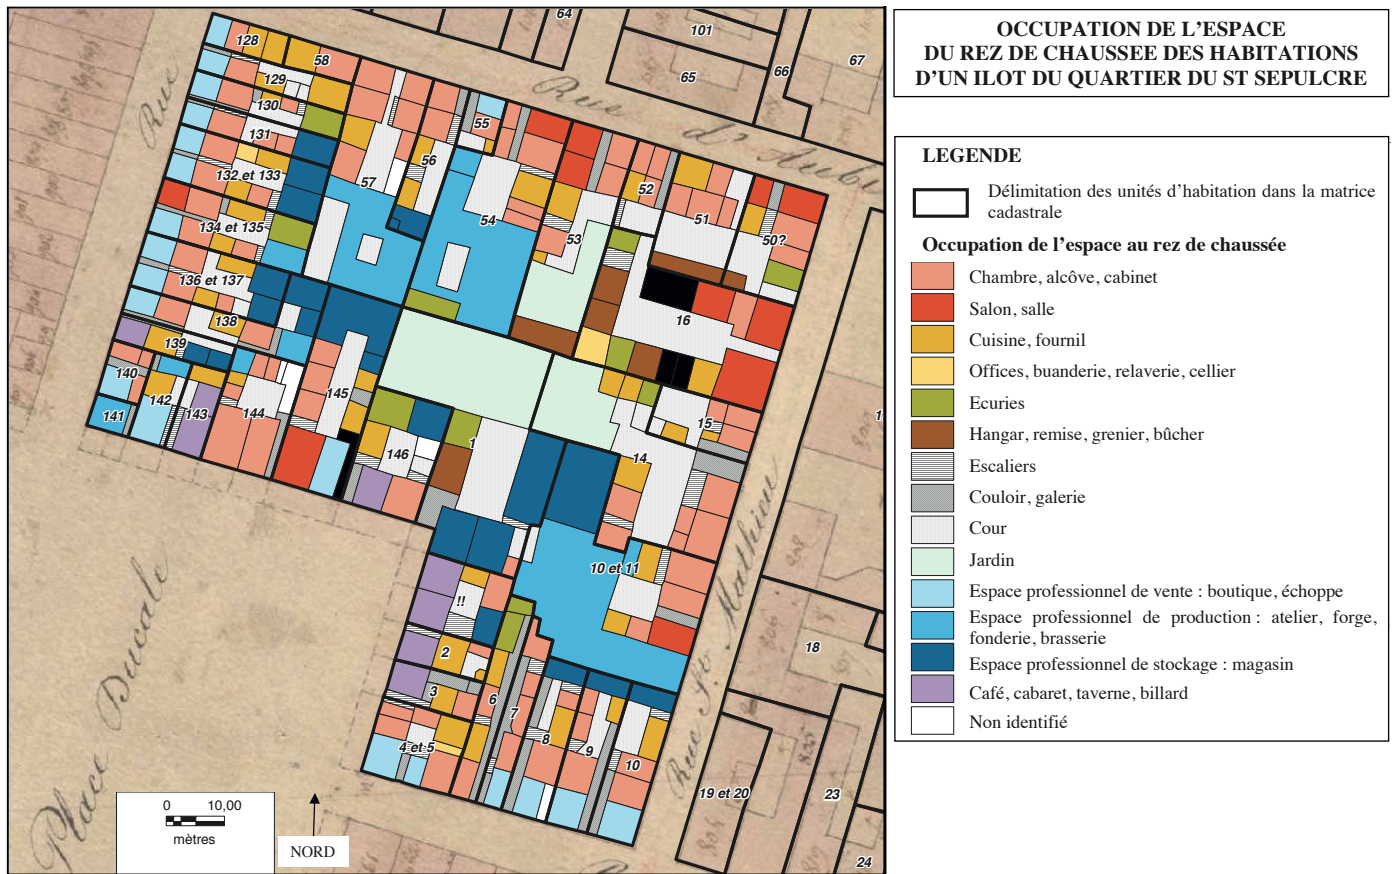 OCCUPATION DE L'ESPACE
DU REZ DE CHAUSSEE DES HABITATIONS
D'UN ILOT DU QUARTIER DU ST SEPULCRE
LEGENDE
Délimitation des unités d'habitation dans la matrice
cadastrale
Occupation de l'espace au rez de chaussée
Chambre, alcôve, cabinet
Salon, salle
Cuisine, fournil
Offices, buanderie, relaverie, cellier
Ecuries
Hangar, remise, grenier, bûcher
Escaliers
Couloir, galerie
Cour
Jardin
Espace professionnel de vente : boutique, échoppe
Espace professionnel de production : atelier, forge,
fonderie, brasserie
Espace professionnel de stockage : magasin
Café, cabaret, taverne, billard
Non identifié
64
101
67
66
65
Rue
Rue d'Aubi
128
58
129
130
131
132 et 133
134 et 135
136 et 137
138
139
140
141
142
143
144
145
146
57
56
55
54
53
52
51
50?
16
15
14
1
10 et 11
!!
2
3
4 et 5
6
7
8
9
10
18
19 et 20
23
24
Place Ducale
Rue St. Mathieu
0 10,00
mètres
NORD